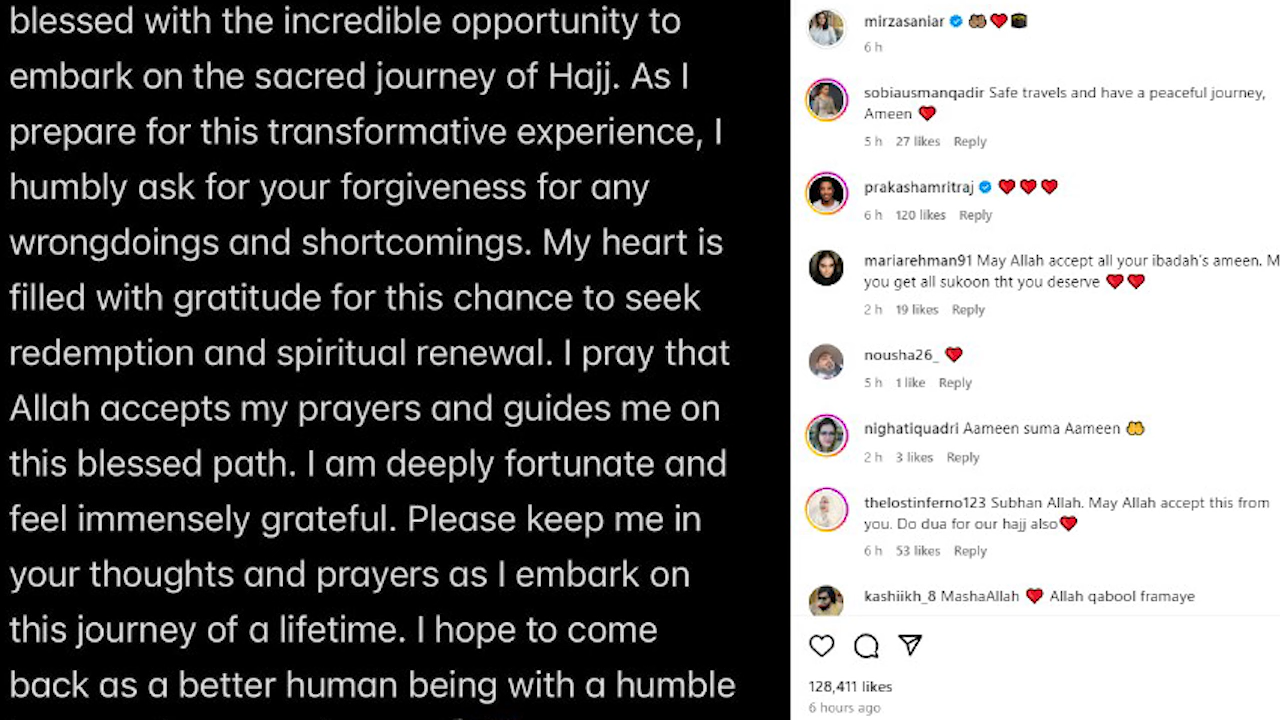 blessed with the incredible opportunity to
embark on the sacred journey of Hajj. As I
prepare for this transformative experience, I
humbly ask for your forgiveness for any
wrongdoings and shortcomings. My heart is
filled with gratitude for this chance to seek
redemption and spiritual renewal. I pray that
Allah accepts my prayers and guides me on
this blessed path. I am deeply fortunate and
feel immensely grateful. Please keep me in
your thoughts and prayers as I embark on
this journey of a lifetime. I hope to come
back as a better human being with a humble
mirzasaniar 🤲🏽❤️🕋
6 h
sobiausmanqadir Safe travels and have a peaceful journey,
Ameen ❤️
5 h 27 likes Reply
prakashamritraj ❤️❤️❤️
6 h 120 likes Reply
mariarehman91 May Allah accept all your ibadah's ameen. M
you get all sukoon tht you deserve ❤️❤️
2 h 19 likes Reply
nousha26_ ❤️
5 h 1 like Reply
nighatiquadri Aameen suma Aameen 🤲
2 h 3 likes Reply
thelostinferno123 Subhan Allah. May Allah accept this from
you. Do dua for our hajj also❤️
6 h 53 likes Reply
kashiikh_8 MashaAllah ❤️ Allah qabool framaye
128,411 likes
6 hours ago